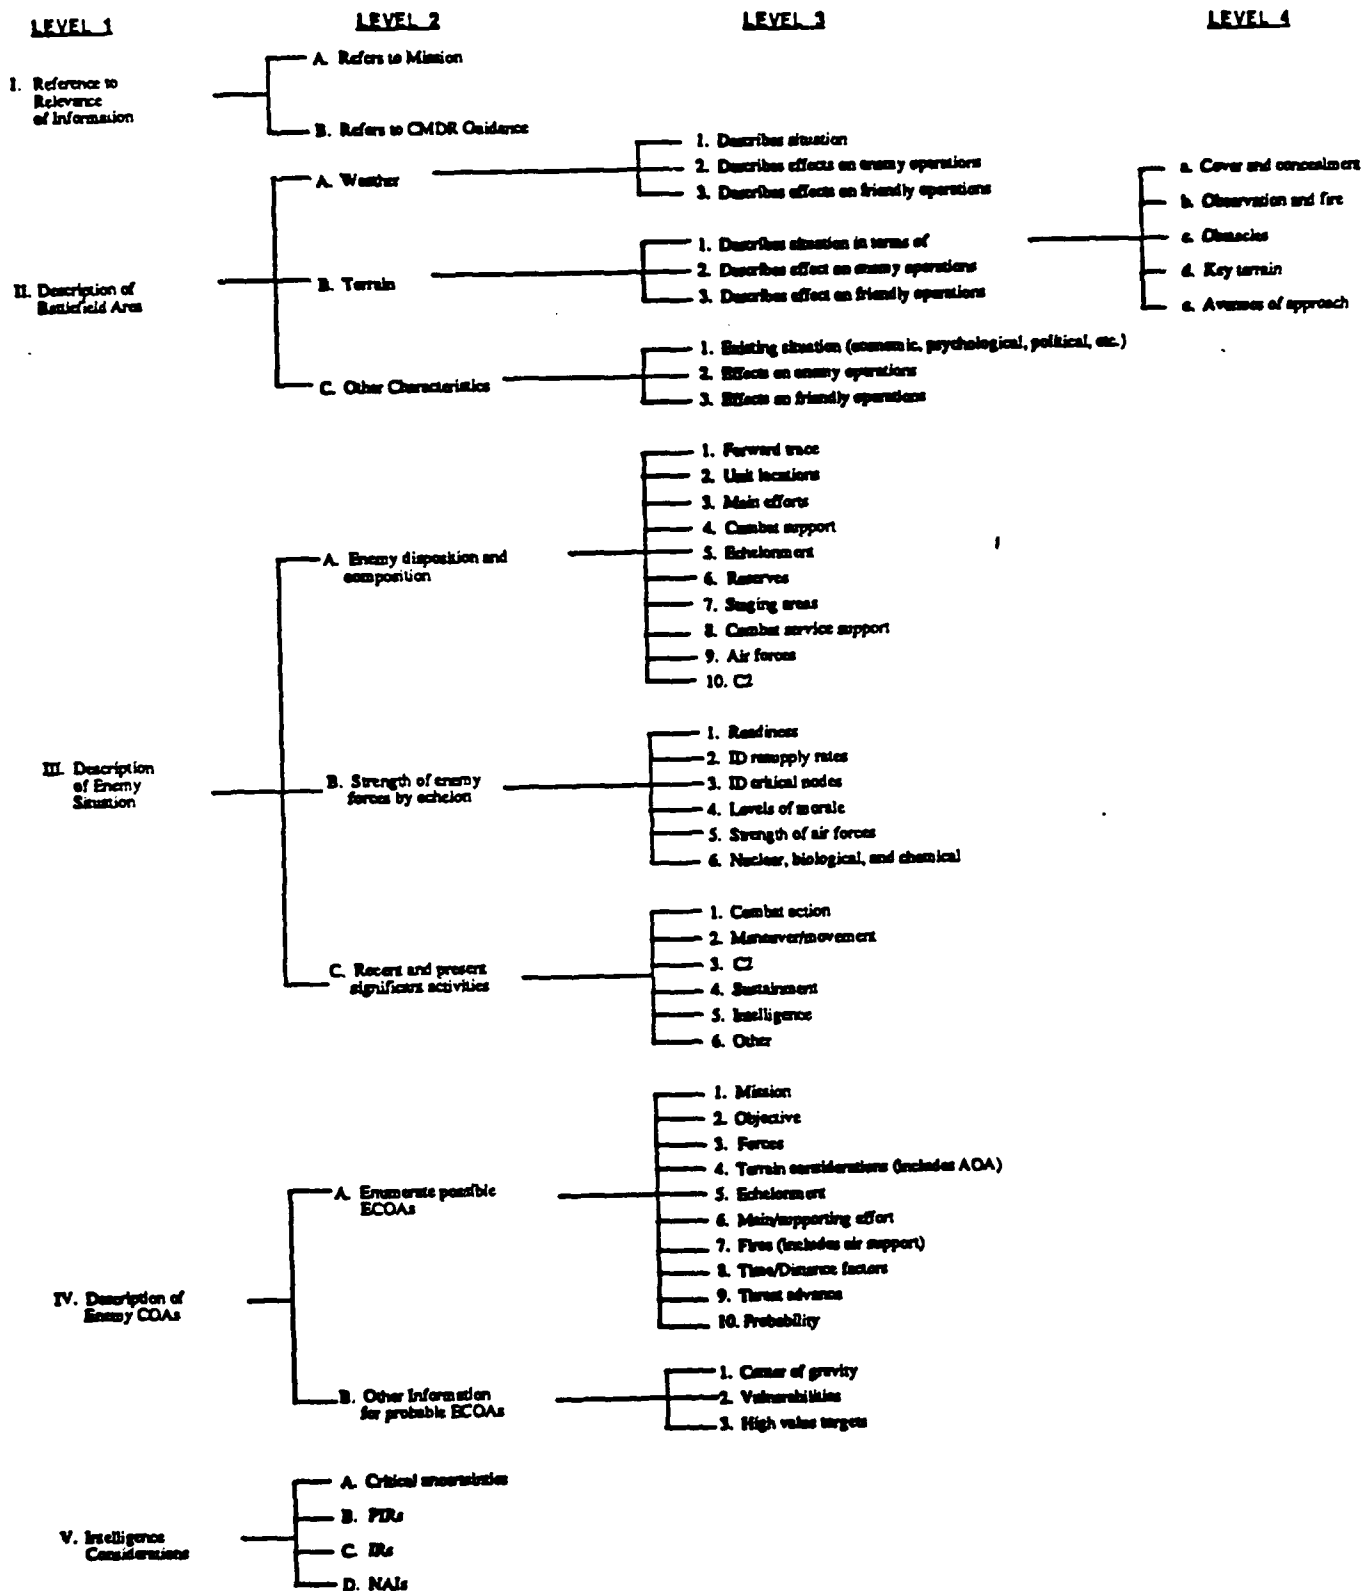 LEVEL 1
LEVEL 2
LEVEL 3
LEVEL 4
I. Reference to
Relevance
of Information
A. Refers to Mission
B. Refers to CMDR Guidance
II. Description of
Battlefield Area
A. Weather
1. Describes situation
2. Describes effects on enemy operations
3. Describes effects on friendly operations
B. Terrain
1. Describes situation in terms of
a. Cover and concealment
b. Observation and fire
c. Obstacles
d. Key terrain
e. Avenues of approach
2. Describes effect on enemy operations
3. Describes effect on friendly operations
C. Other Characteristics
1. Existing situation (economic, psychological, political, etc.)
2. Effects on enemy operations
3. Effects on friendly operations
III. Description
of Enemy
Situation
A. Enemy disposition and
composition
1. Forward trace
2. Unit locations
3. Main efforts
4. Combat support
5. Echelonment
6. Reserves
7. Staging areas
8. Combat service support
9. Air forces
10. C2
B. Strength of enemy
forces by echelon
1. Readiness
2. ID resupply rates
3. ID critical nodes
4. Levels of morale
5. Strength of air forces
6. Nuclear, biological, and chemical
C. Recent and present
significant activities
1. Combat action
2. Maneuver/movement
3. C2
4. Sustainment
5. Intelligence
6. Other
IV. Description of
Enemy COAs
A. Enumerate possible
ECOAs
1. Mission
2. Objective
3. Forces
4. Terrain considerations (includes AOA)
5. Echelonment
6. Main/supporting effort
7. Fires (includes air support)
8. Time/Distance factors
9. Threat advance
10. Probability
B. Other Information
for probable ECOAs
1. Center of gravity
2. Vulnerabilities
3. High value targets
V. Intelligence
Considerations
A. Critical uncertainties
B. PIRs
C. IRs
D. NAIs